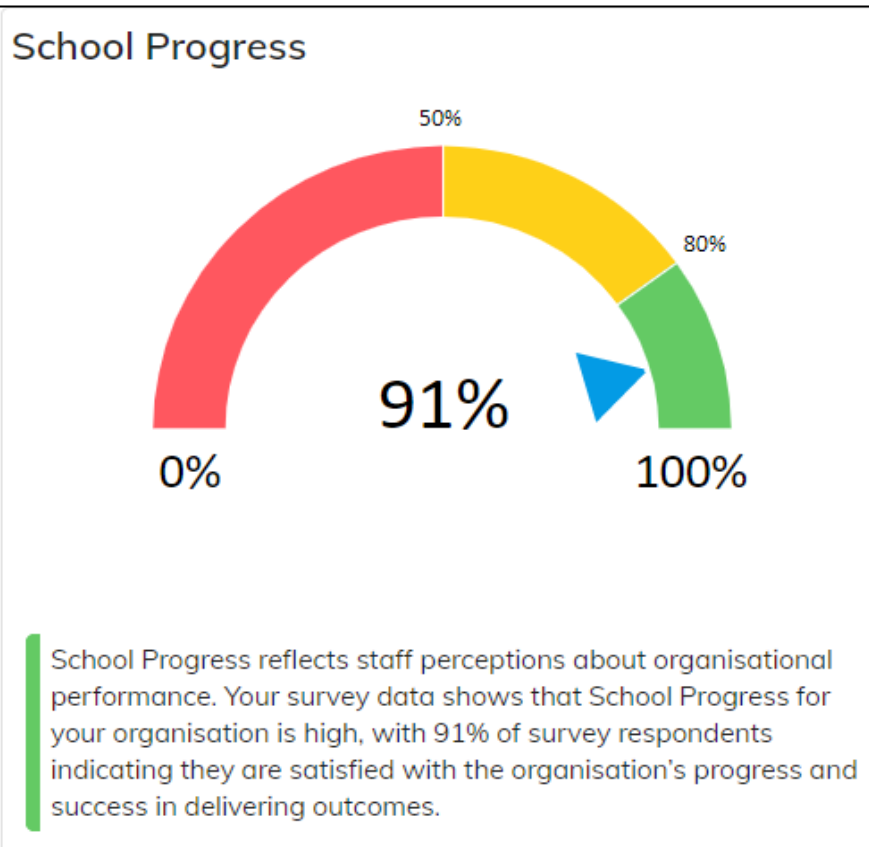 School Progress
50%
80%
91%
0%
100%
School Progress reflects staff perceptions about organisational
performance. Your survey data shows that School Progress for
your organisation is high, with 91% of survey respondents
indicating they are satisfied with the organisation's progress and
success in delivering outcomes.